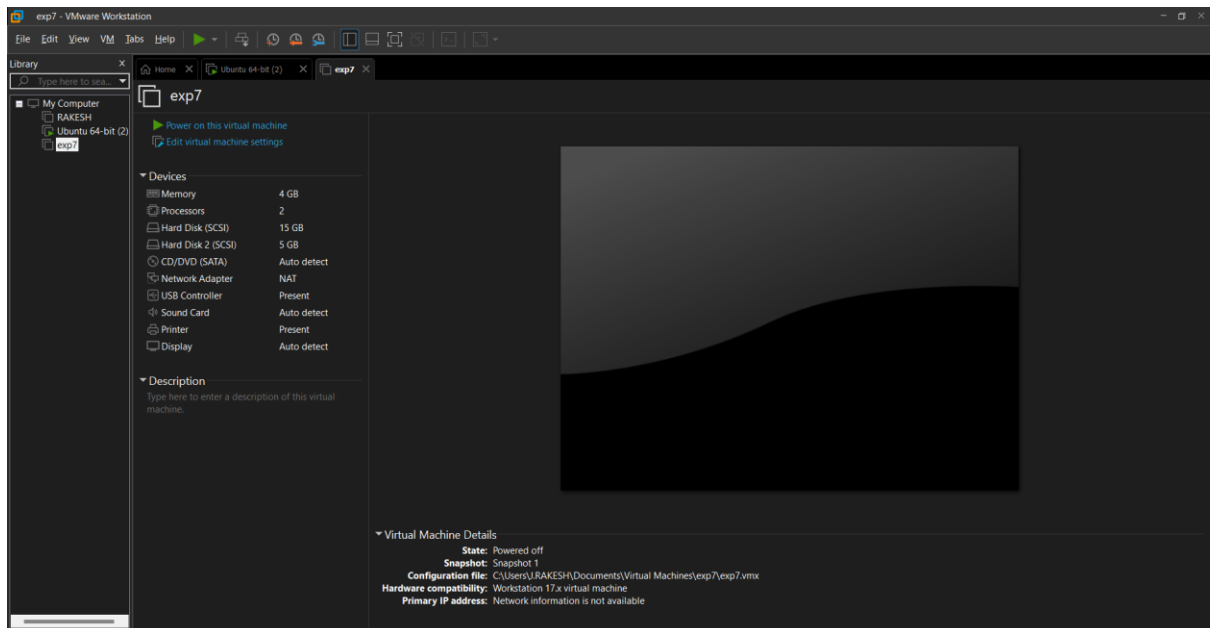 exp7 - VMware Workstation
File Edit View VM Tabs Help
Library X
Type here to sea...
Home X Ubuntu 64-bit (2) X exp7 X
My Computer
RAKESH
Ubuntu 64-bit (2)
exp7
exp7
Power on this virtual machine
Edit virtual machine settings
Devices
Memory 4 GB
Processors 2
Hard Disk (SCSI) 15 GB
Hard Disk 2 (SCSI) 5 GB
CD/DVD (SATA) Auto detect
Network Adapter NAT
USB Controller Present
Sound Card Auto detect
Printer Present
Display Auto detect
Description
Type here to enter a description of this virtual
machine.
Virtual Machine Details
State: Powered off
Snapshot: Snapshot 1
Configuration file: C:\Users\J.RAKESH\Documents\Virtual Machines\exp7\exp7.vmx
Hardware compatibility: Workstation 17.x virtual machine
Primary IP address: Network information is not available